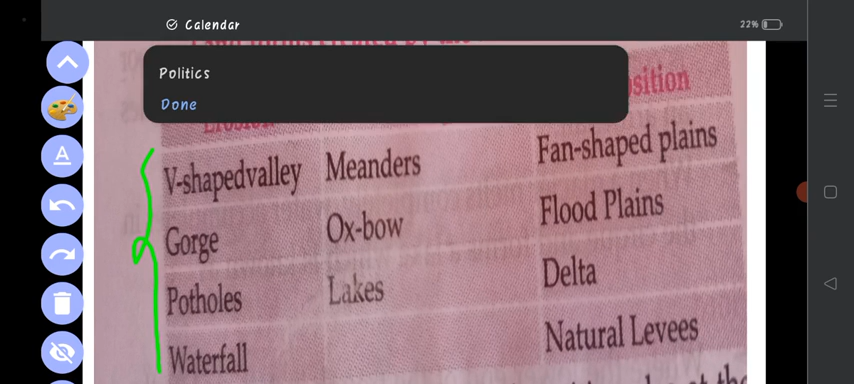 Calendar
22%
Politics
Done
Erosion
V-shapedvalley Meanders Fan-shaped plains
Gorge Ox-bow Flood Plains
Potholes Lakes Delta
Waterfall Natural Levees